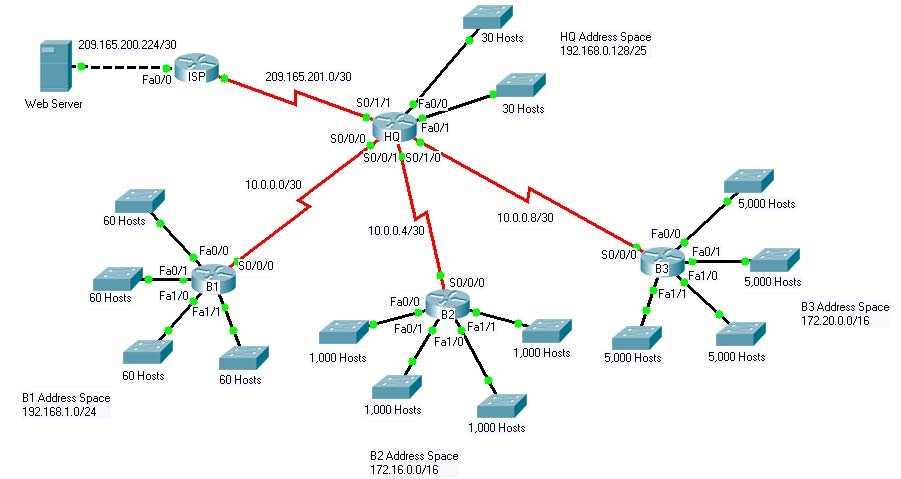 30 Hosts
HQ Address Space
192.168.0.128/25
209.165.200.224/30
Fa0/0
ISP
Web Server
209.165.201.0/30
30 Hosts
S0/1/1
Fa0/0
Fa0/1
HQ
S0/0/0
S0/0/1
S0/1/0
10.0.0.0/30
10.0.0.4/30
10.0.0.8/30
60 Hosts
Fa0/0
S0/0/0
Fa0/1
B1
60 Hosts
Fa1/0
Fa1/1
60 Hosts
60 Hosts
B1 Address Space
192.168.1.0/24
S0/0/0
Fa0/0
B2
Fa0/1
Fa1/1
Fa1/0
1,000 Hosts
1,000 Hosts
1,000 Hosts
1,000 Hosts
B2 Address Space
172.16.0.0/16
5,000 Hosts
Fa0/0
S0/0/0
Fa0/1
B3
Fa1/0
Fa1/1
5,000 Hosts
5,000 Hosts
5,000 Hosts
B3 Address Space
172.20.0.0/16